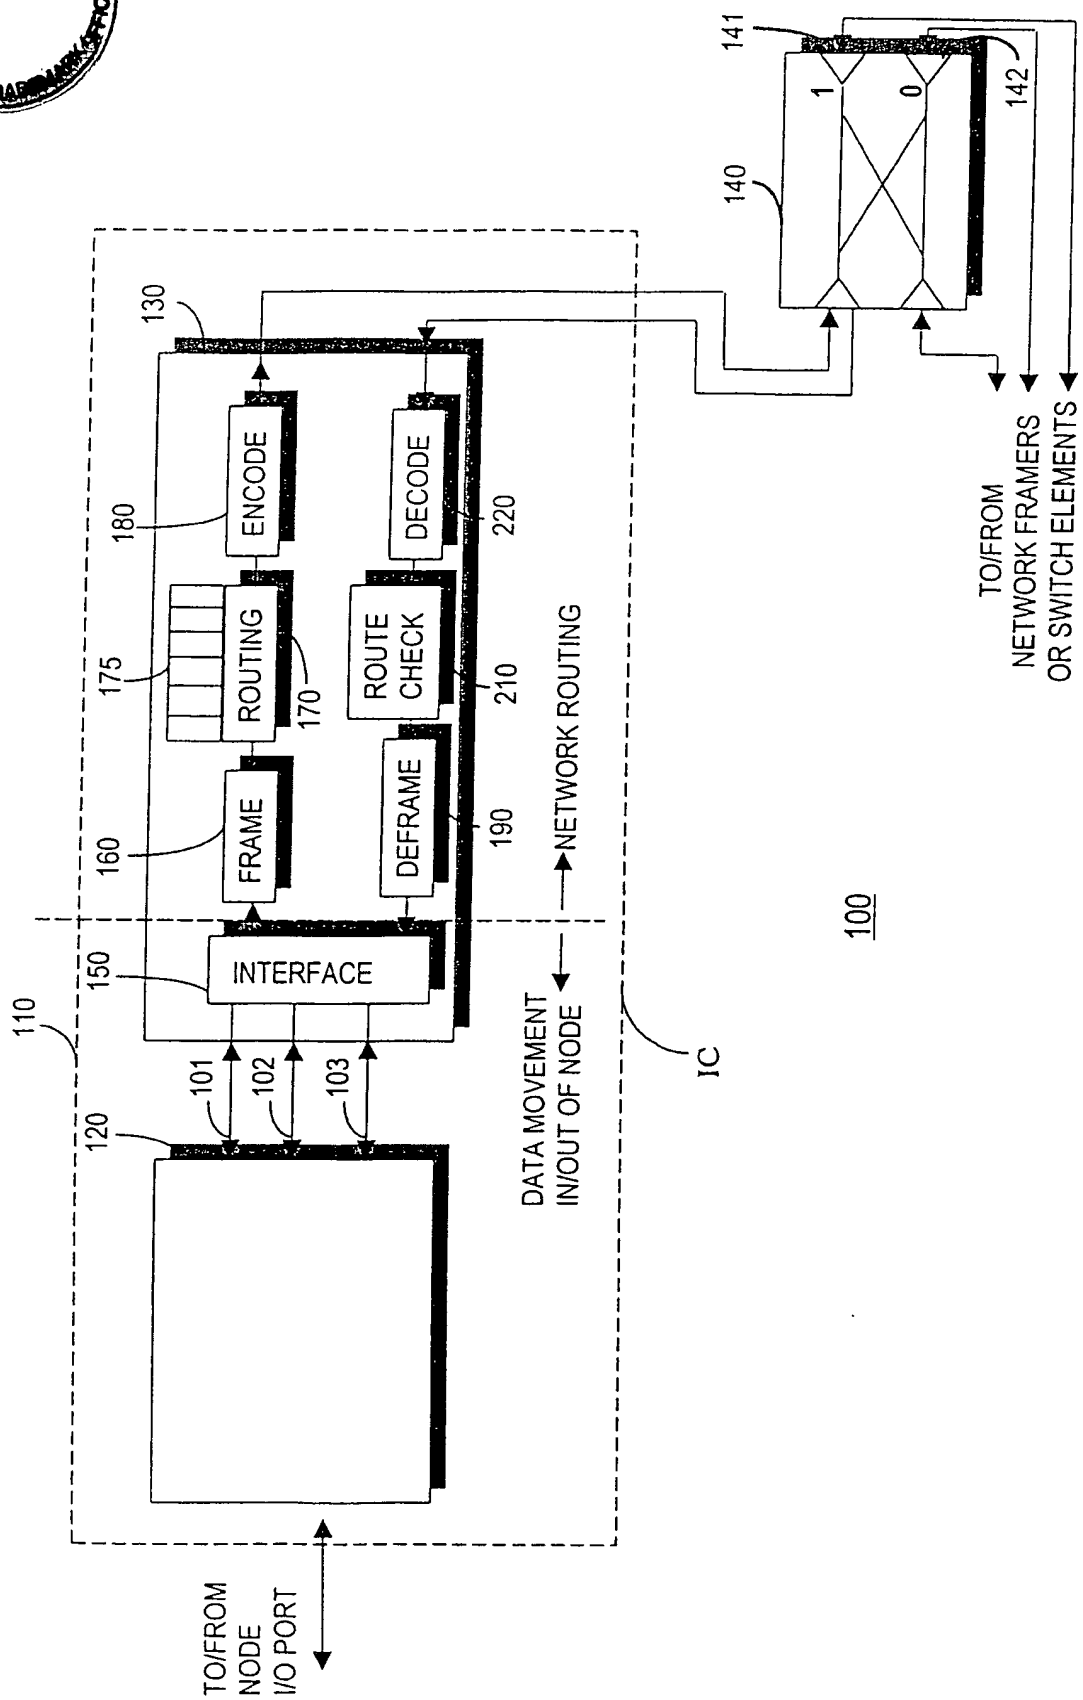 TO/FROM
NODE
I/O PORT
110
120
101
102
103
130
150
INTERFACE
160
FRAME
175
ROUTING
170
180
ENCODE
DEFRAME
190
ROUTE
CHECK
210
DECODE
220
DATA MOVEMENT
IN/OUT OF NODE
NETWORK ROUTING
IC
140
141
1
0
142
TO/FROM
NETWORK FRAMERS
OR SWITCH ELEMENTS
100